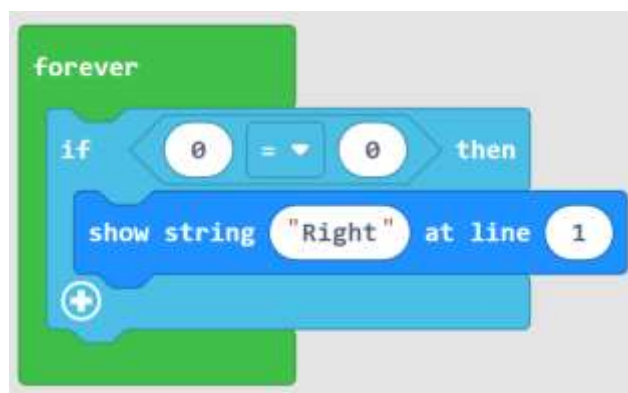 forever
if 0 = 0 then
show string "Right" at line 1